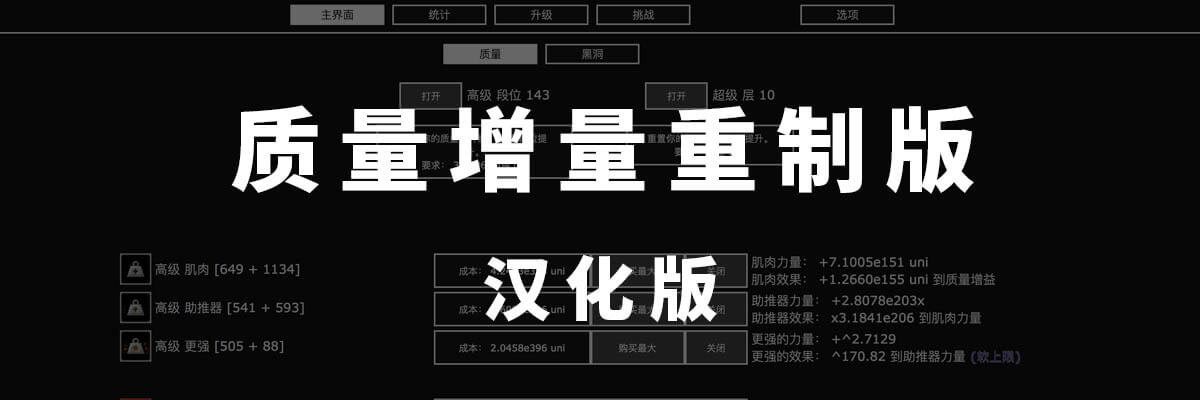 主界面 统计 升级 挑战 选项
质量 黑洞
打开 高级 段位 143 打开 超级 层 10
质量增量重制版
要求：
高级 肌肉 [649 + 1134] 成本： 关闭 肌肉力量： +7.1005e151 uni
肌肉效果： +1.2660e155 uni 到质量增益
汉化版
高级 助推器 [541 + 593] 助推器力量： +2.8078e203x
助推器效果： x3.1841e206 到肌肉力量
高级 更强 [505 + 88] 成本： 2.0458e396 uni 购买最大 关闭 更强的力量： +^2.7129
更强的效果： ^170.82 到助推器力量 (软上限)